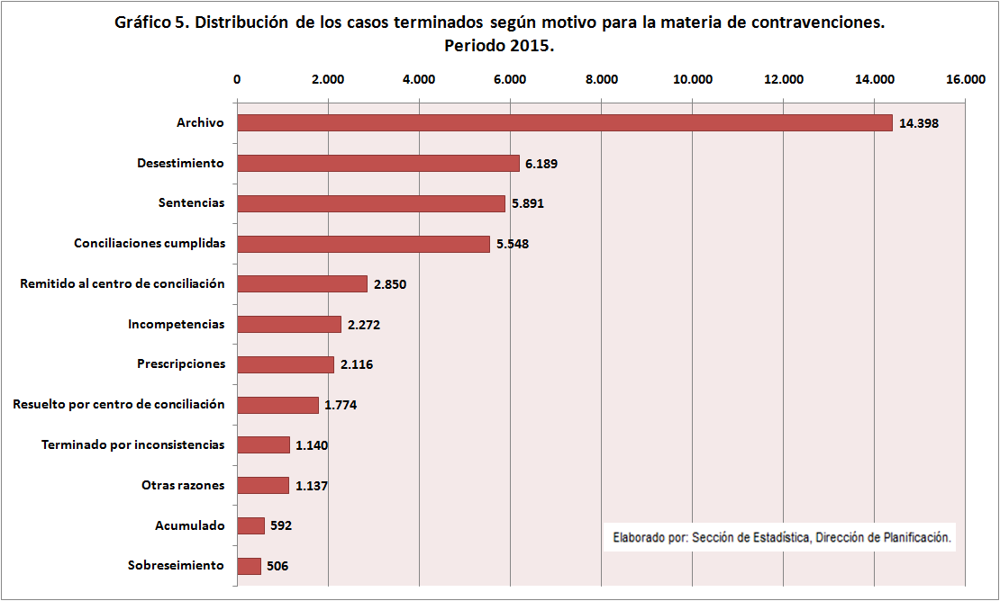 Gráfico 5. Distribución de los casos terminados según motivo para la materia de contravenciones.
Periodo 2015.
0 2.000 4.000 6.000 8.000 10.000 12.000 14.000 16.000
Archivo 14.398
Desestimiento 6.189
Sentencias 5.891
Conciliaciones cumplidas 5.548
Remitido al centro de conciliación 2.850
Incompetencias 2.272
Prescripciones 2.116
Resuelto por centro de conciliación 1.774
Terminado por inconsistencias 1.140
Otras razones 1.137
Acumulado 592
Elaborado por: Sección de Estadística, Dirección de Planificación.
Sobreseimiento 506